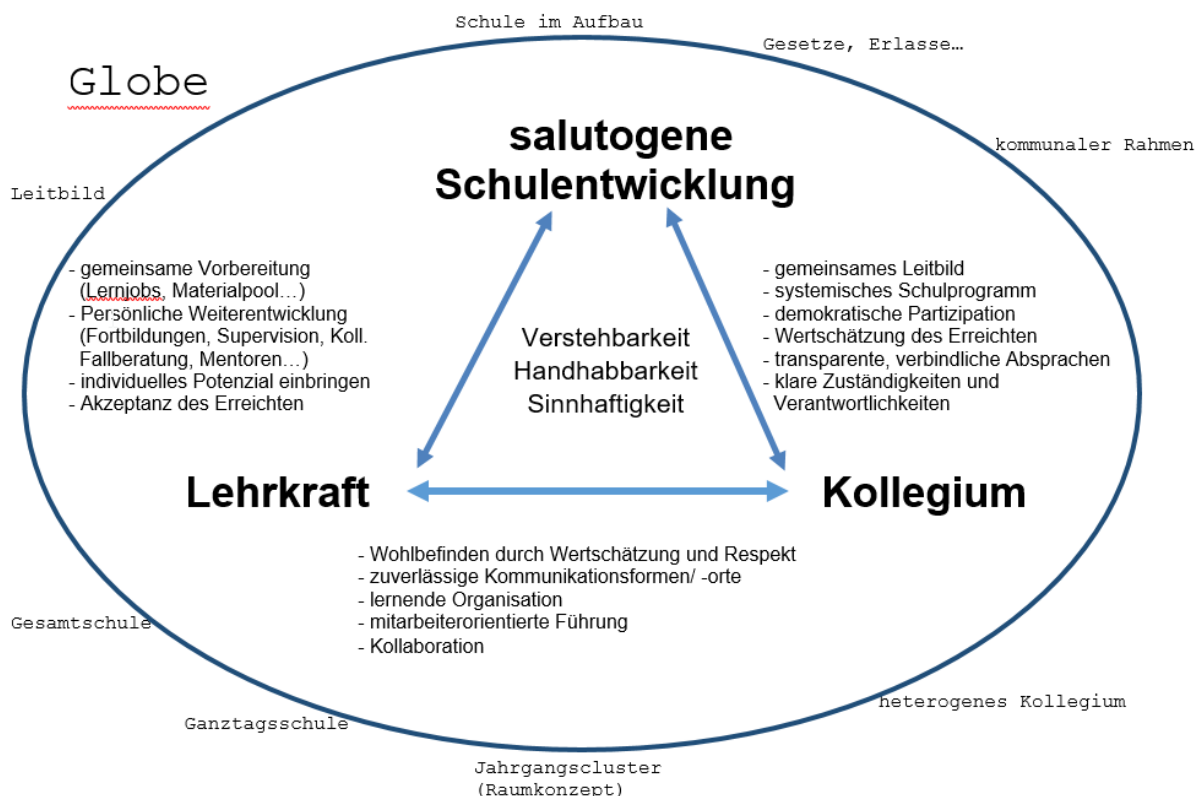 Schule im Aufbau
Gesetze, Erlasse…
Globe
kommunaler Rahmen
Leitbild
salutogene
Schulentwicklung
- gemeinsame Vorbereitung
(Lernjobs, Materialpool…)
- Persönliche Weiterentwicklung
(Fortbildungen, Supervision, Koll.
Fallberatung, Mentoren…)
- individuelles Potenzial einbringen
- Akzeptanz des Erreichten
Verstehbarkeit
Handhabbarkeit
Sinnhaftigkeit
- gemeinsames Leitbild
- systemisches Schulprogramm
- demokratische Partizipation
- Wertschätzung des Erreichten
- transparente, verbindliche Absprachen
- klare Zuständigkeiten und
Verantwortlichkeiten
Lehrkraft
Kollegium
- Wohlbefinden durch Wertschätzung und Respekt
- zuverlässige Kommunikationsformen/ -orte
- lernende Organisation
- mitarbeiterorientierte Führung
- Kollaboration
Gesamtschule
heterogenes Kollegium
Ganztagsschule
Jahrgangscluster
(Raumkonzept)